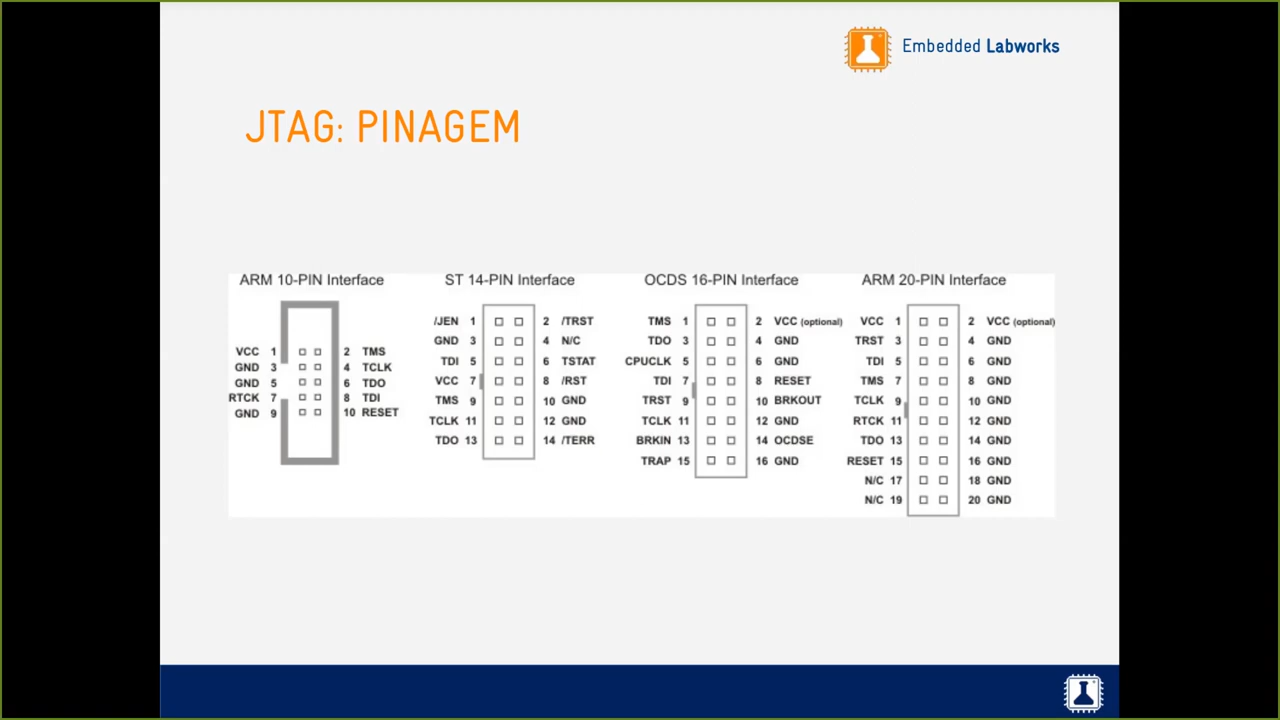 Embedded Labworks
JTAG: PINAGEM
ARM 10-PIN Interface
VCC 1 2 TMS
GND 3 4 TCLK
GND 5 6 TDO
RTCK 7 8 TDI
GND 9 10 RESET
ST 14-PIN Interface
/JEN 1 2 /TRST
GND 3 4 N/C
TDI 5 6 TSTAT
VCC 7 8 /RST
TMS 9 10 GND
TCLK 11 12 GND
TDO 13 14 /TERR
OCDS 16-PIN Interface
TMS 1 2 VCC (optional)
TDO 3 4 GND
CPUCLK 5 6 GND
TDI 7 8 RESET
TRST 9 10 BRKOUT
TCLK 11 12 GND
BRKIN 13 14 OCDSE
TRAP 15 16 GND
ARM 20-PIN Interface
VCC 1 2 VCC (optional)
TRST 3 4 GND
TDI 5 6 GND
TMS 7 8 GND
TCLK 9 10 GND
RTCK 11 12 GND
TDO 13 14 GND
RESET 15 16 GND
N/C 17 18 GND
N/C 19 20 GND